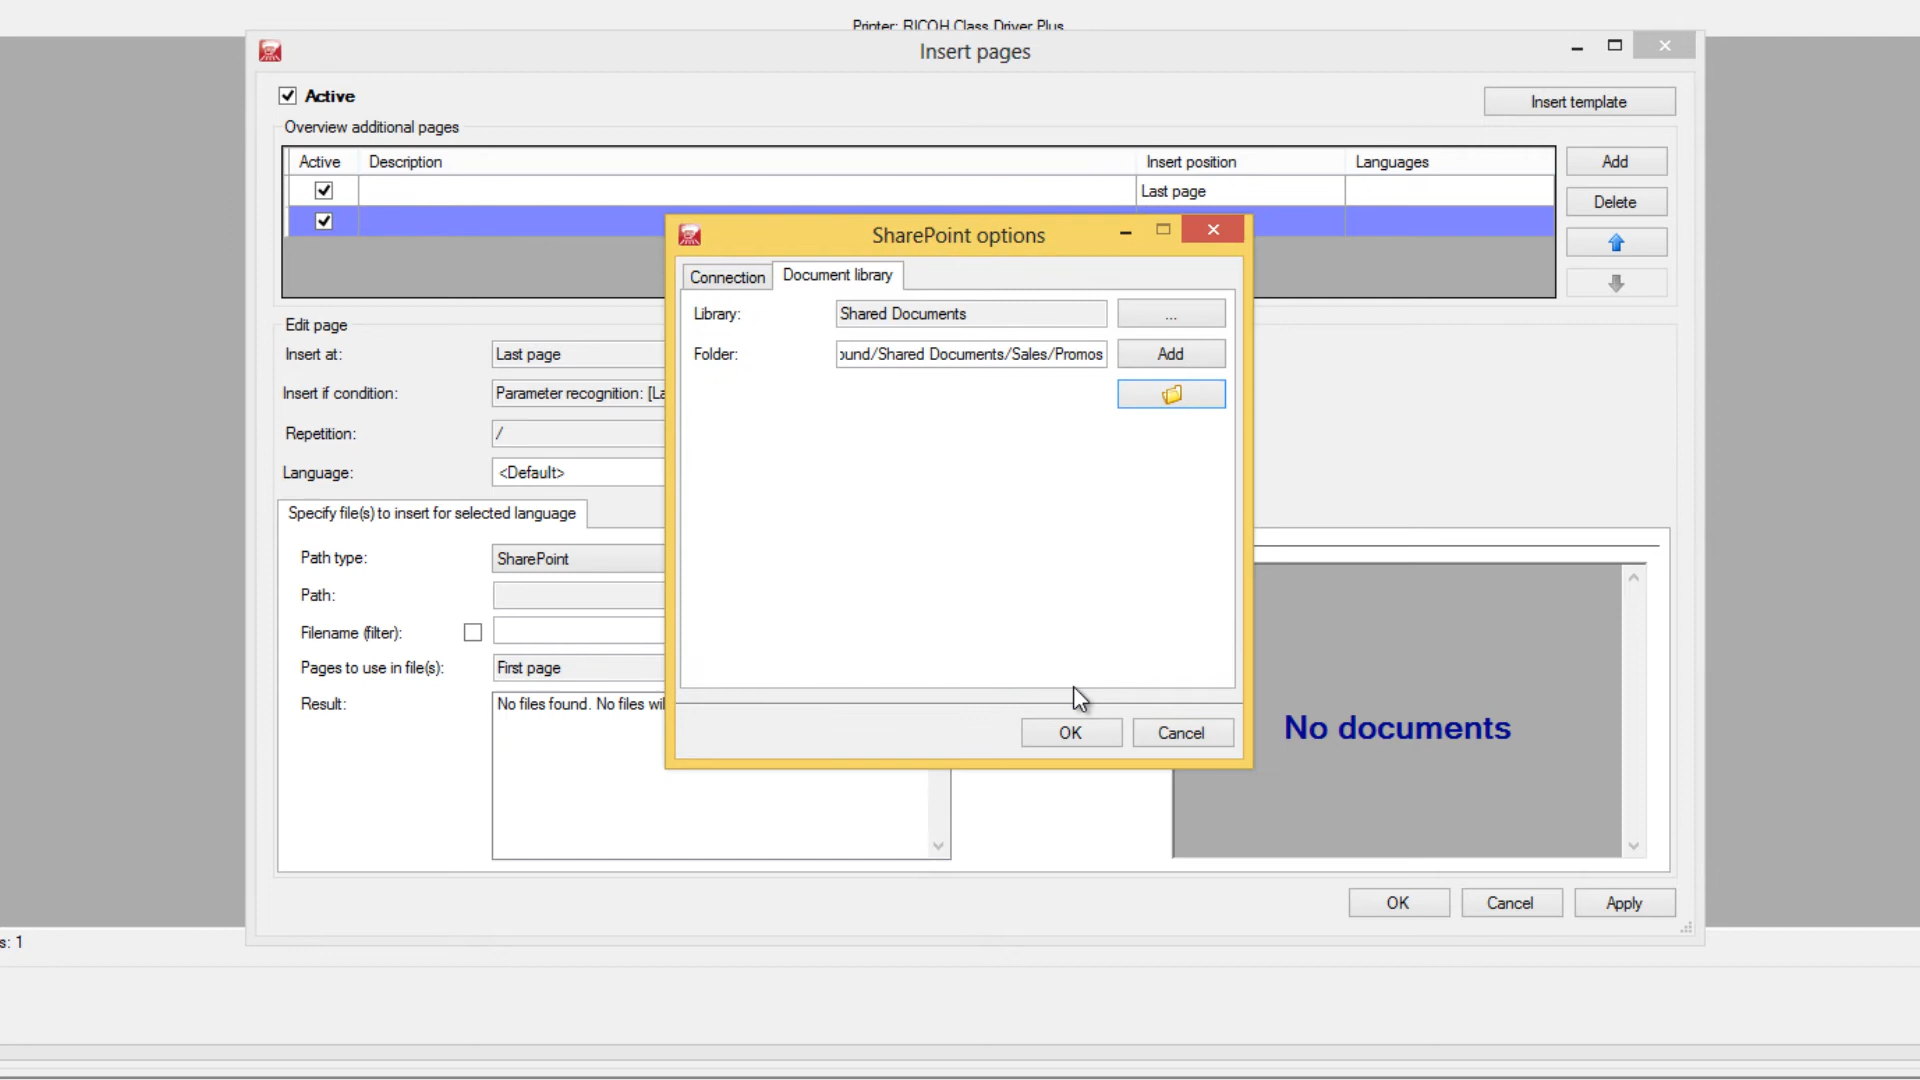 Printer: RICOH Class Driver Plus
Insert pages
Active
Insert template
Overview additional pages
Active Description Insert position Languages
Last page
Add
Delete
SharePoint options
Connection Document library
Library: Shared Documents ...
Folder: ound/Shared Documents/Sales/Promos Add
OK Cancel
Edit page
Insert at: Last page
Insert if condition: Parameter recognition: [La
Repetition: /
Language: <Default>
Specify file(s) to insert for selected language
Path type: SharePoint
Path:
Filename (filter):
Pages to use in file(s): First page
Result: No files found. No files wil
No documents
OK Cancel Apply
s: 1